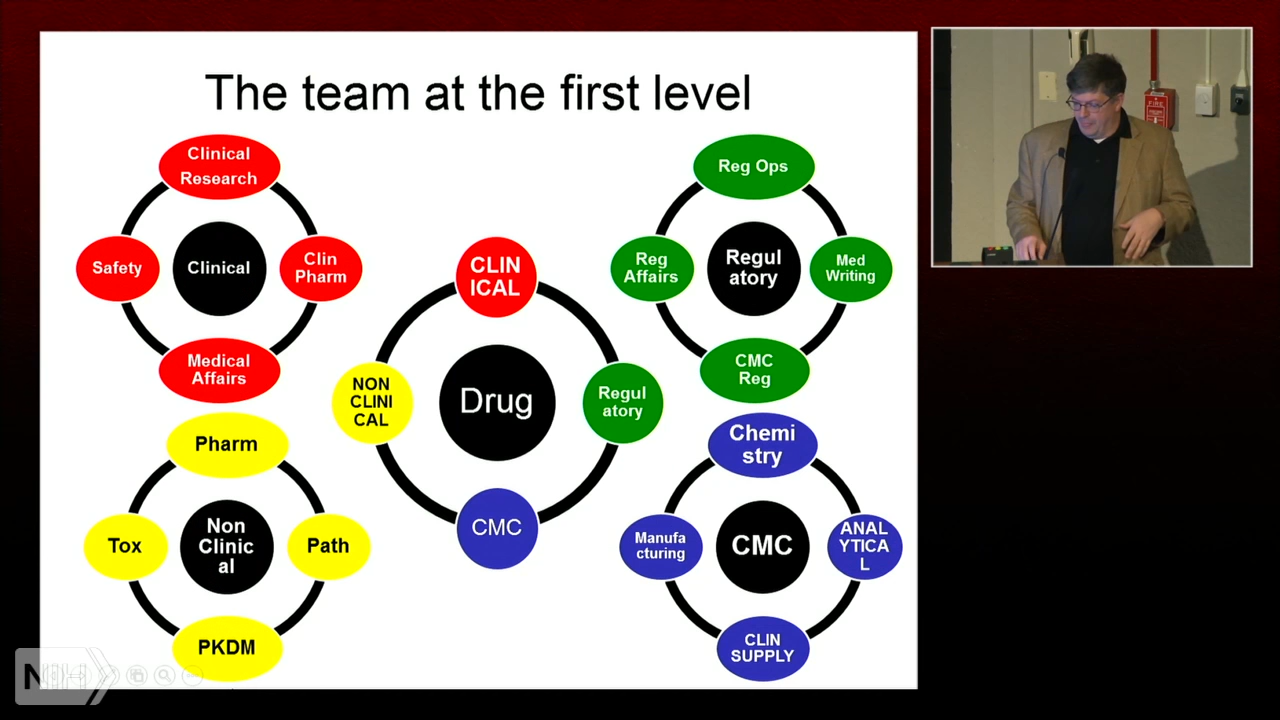 The team at the first level
Clinical
Research
Safety
Clinical
Clin
Pharm
Medical
Affairs
Reg Ops
Reg
Affairs
Regul
atory
Med
Writing
CMC
Reg
CLIN
ICAL
NON
CLINI
CAL
Drug
Regul
atory
CMC
Pharm
Tox
Non
Clinic
al
Path
PKDM
Chemi
stry
Manufa
cturing
CMC
ANAL
YTICA
L
CLIN
SUPPLY
FIRE
NIH